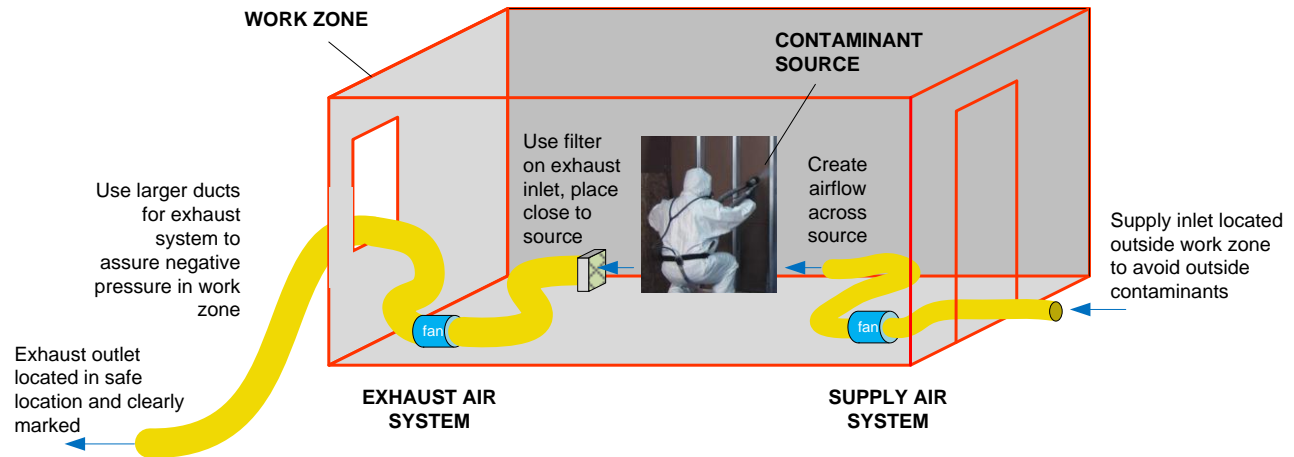 WORK ZONE
CONTAMINANT
SOURCE
Use filter
on exhaust
inlet, place
close to
source
Create
airflow
across
source
Use larger ducts
for exhaust
system to
assure negative
pressure in work
zone
Supply inlet located
outside work zone
to avoid outside
contaminants
fan
fan
Exhaust outlet
located in safe
location and clearly
marked
EXHAUST AIR
SYSTEM
SUPPLY AIR
SYSTEM